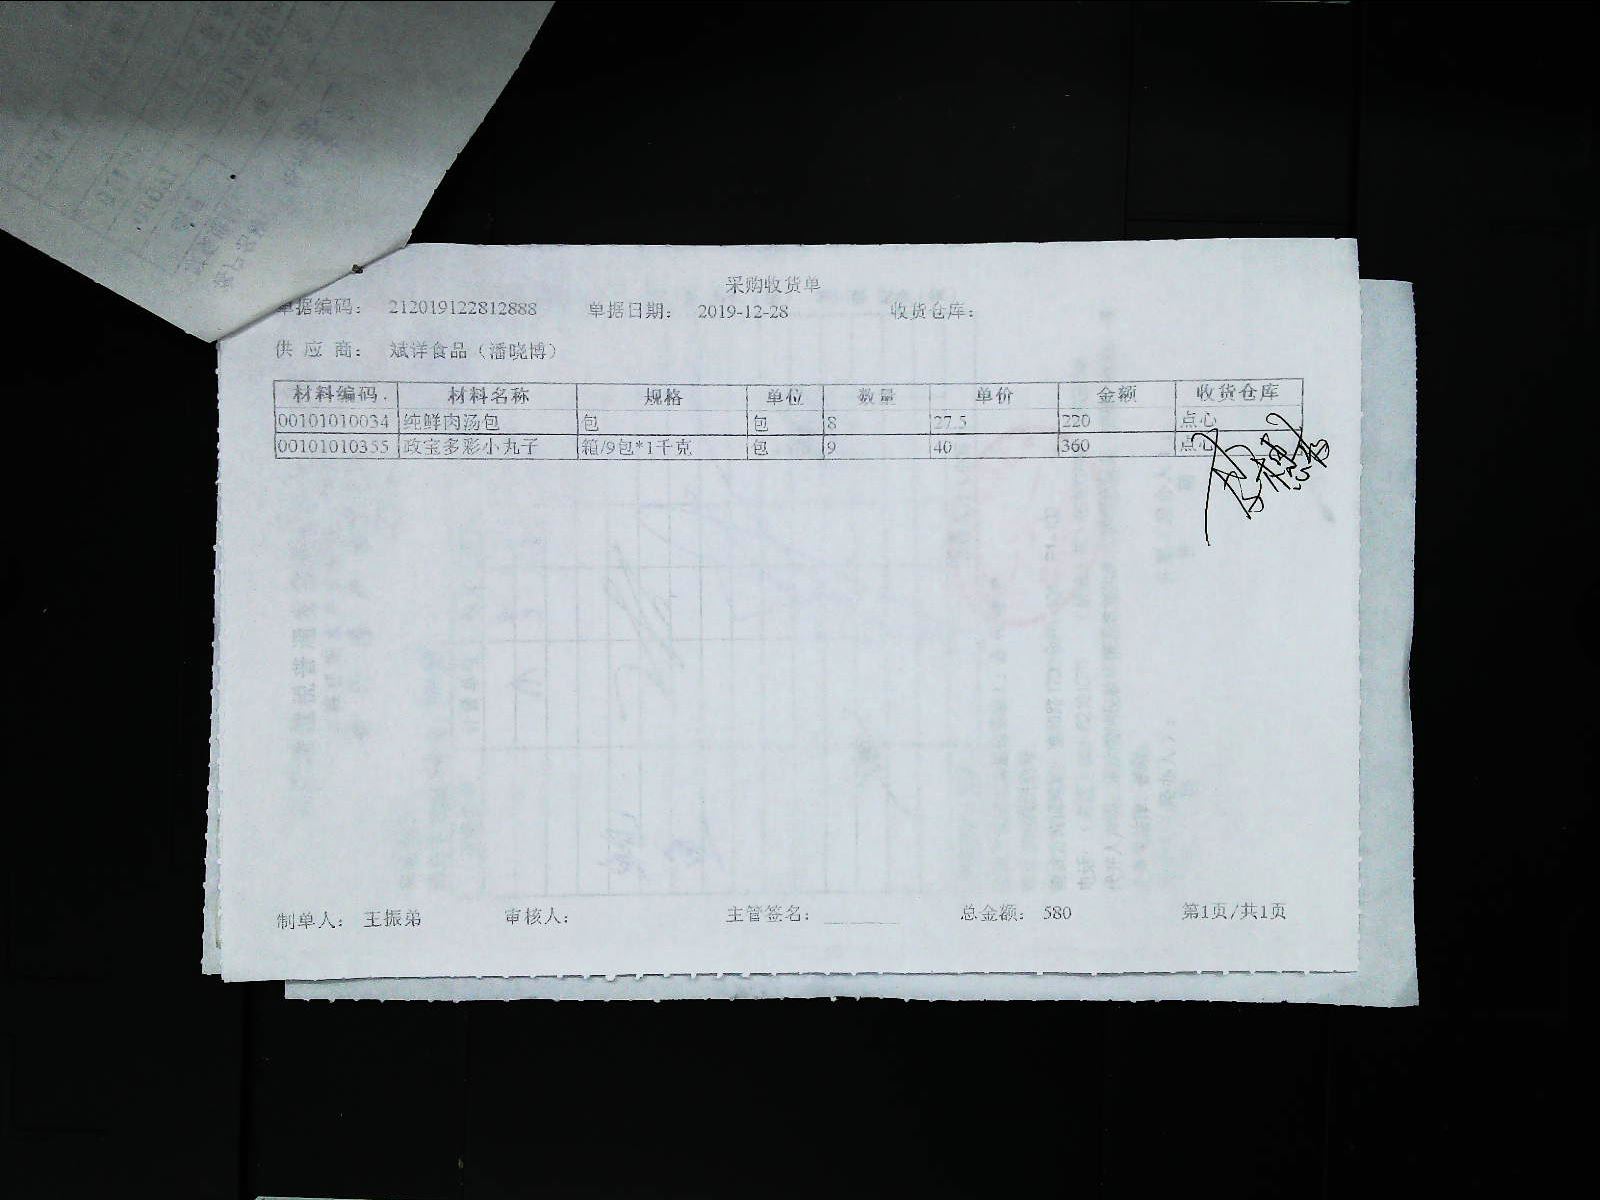 采购收货单
单据编码: 212019122812888 单据日期: 2019-12-28 收货仓库:
供应商: 斌洋食品(潘晓博)
材料编码 材料名称 规格 单位 数量 单价 金额 收货仓库
00101010034 纯鲜肉汤包 包 包 8 27.5 220 点心
00101010355 政宝多彩小丸子 箱/9包*1千克 包 9 40 360 点心
制单人: 王振弟 审核人: 主管签名: 总金额: 580 第1页/共1页